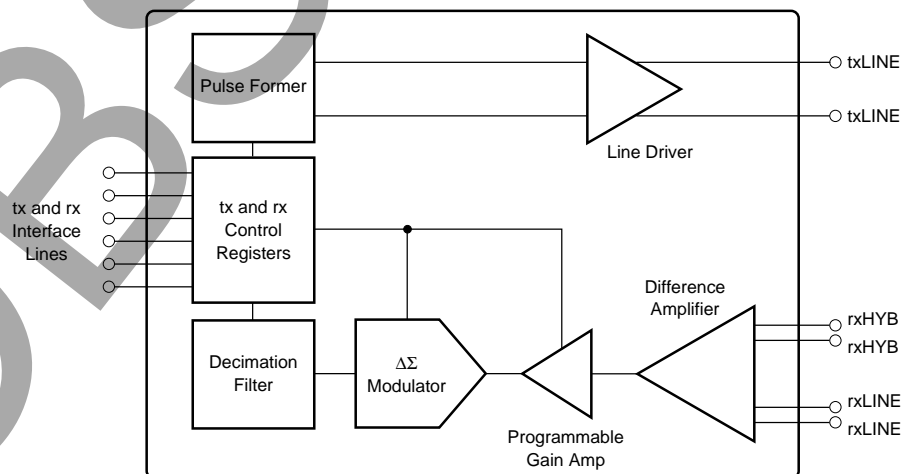 Pulse Former
txLINE
txLINE
Line Driver
tx and rx
Interface
Lines
tx and rx
Control
Registers
Difference
Amplifier
rxHYB
rxHYB
Decimation
Filter
ΔΣ
Modulator
rxLINE
rxLINE
Programmable
Gain Amp